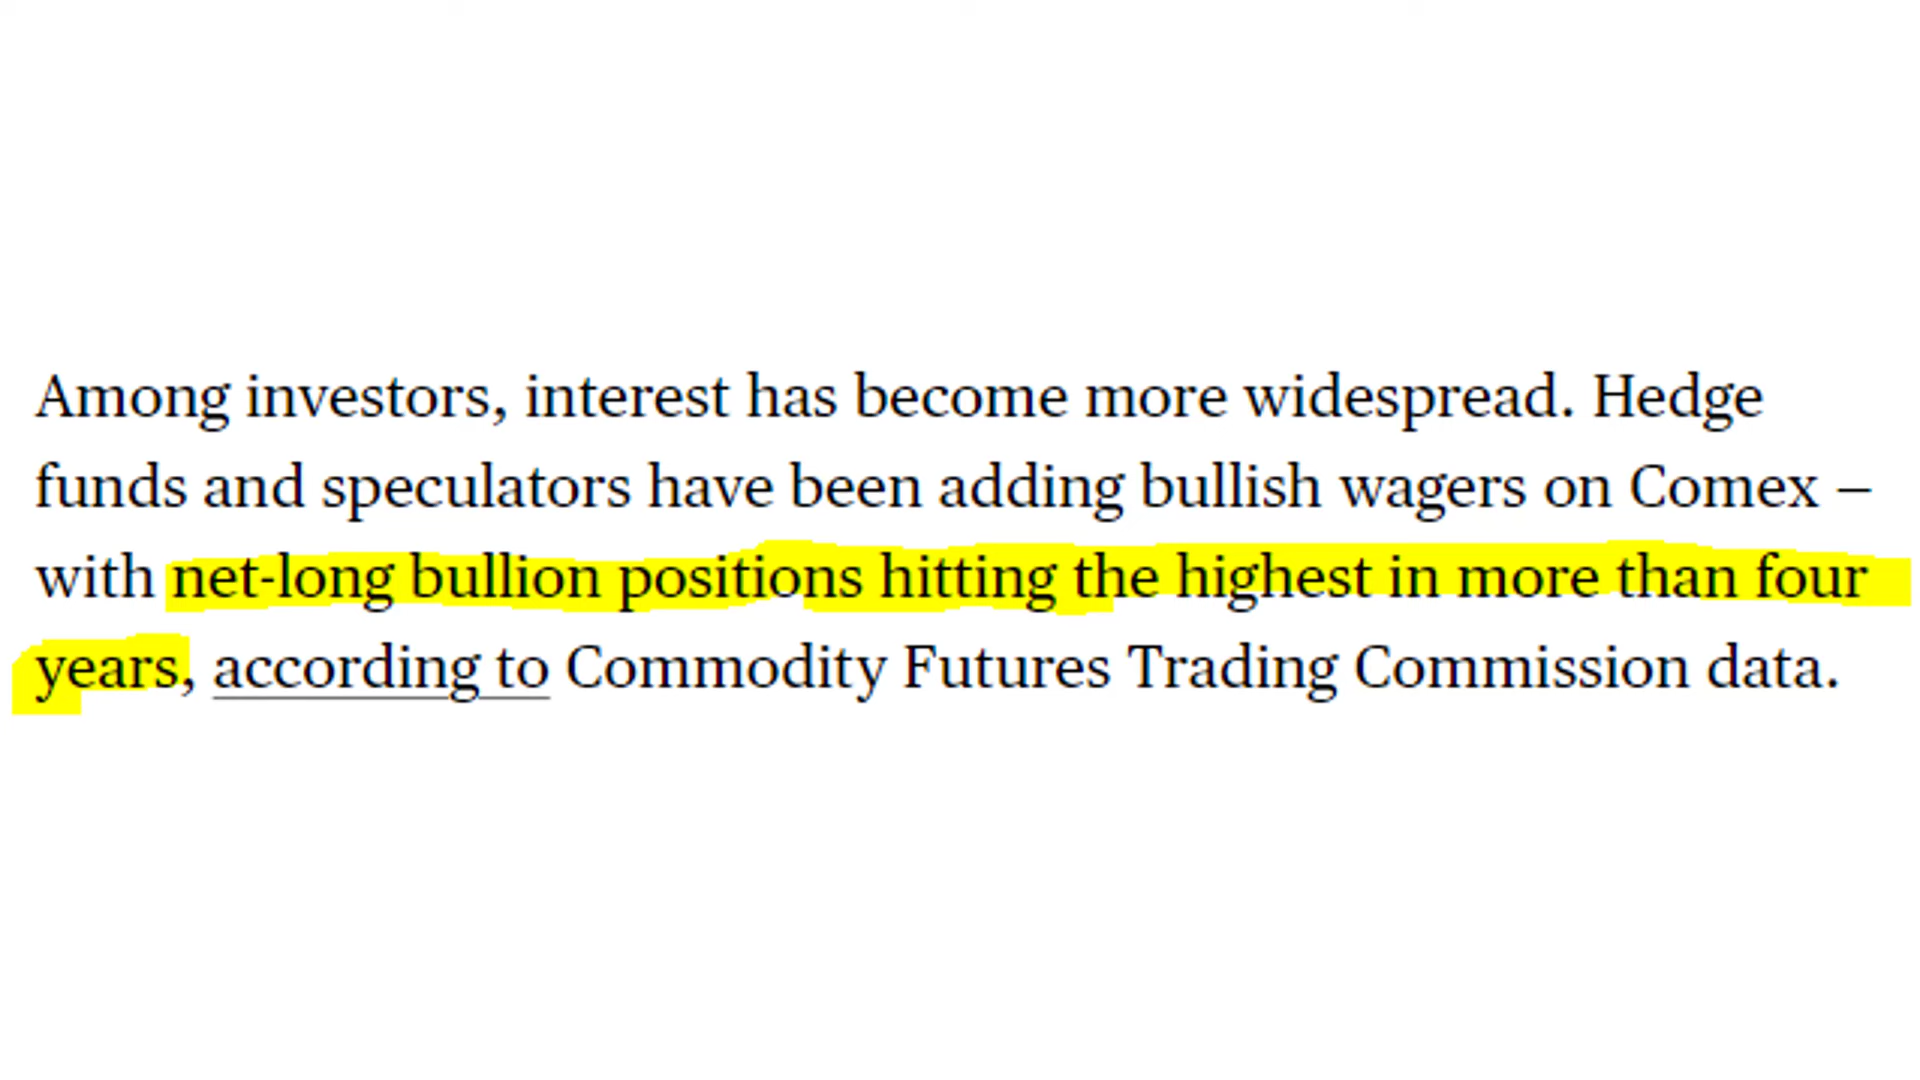 Among investors, interest has become more widespread. Hedge
funds and speculators have been adding bullish wagers on Comex –
with net-long bullion positions hitting the highest in more than four
years, according to Commodity Futures Trading Commission data.